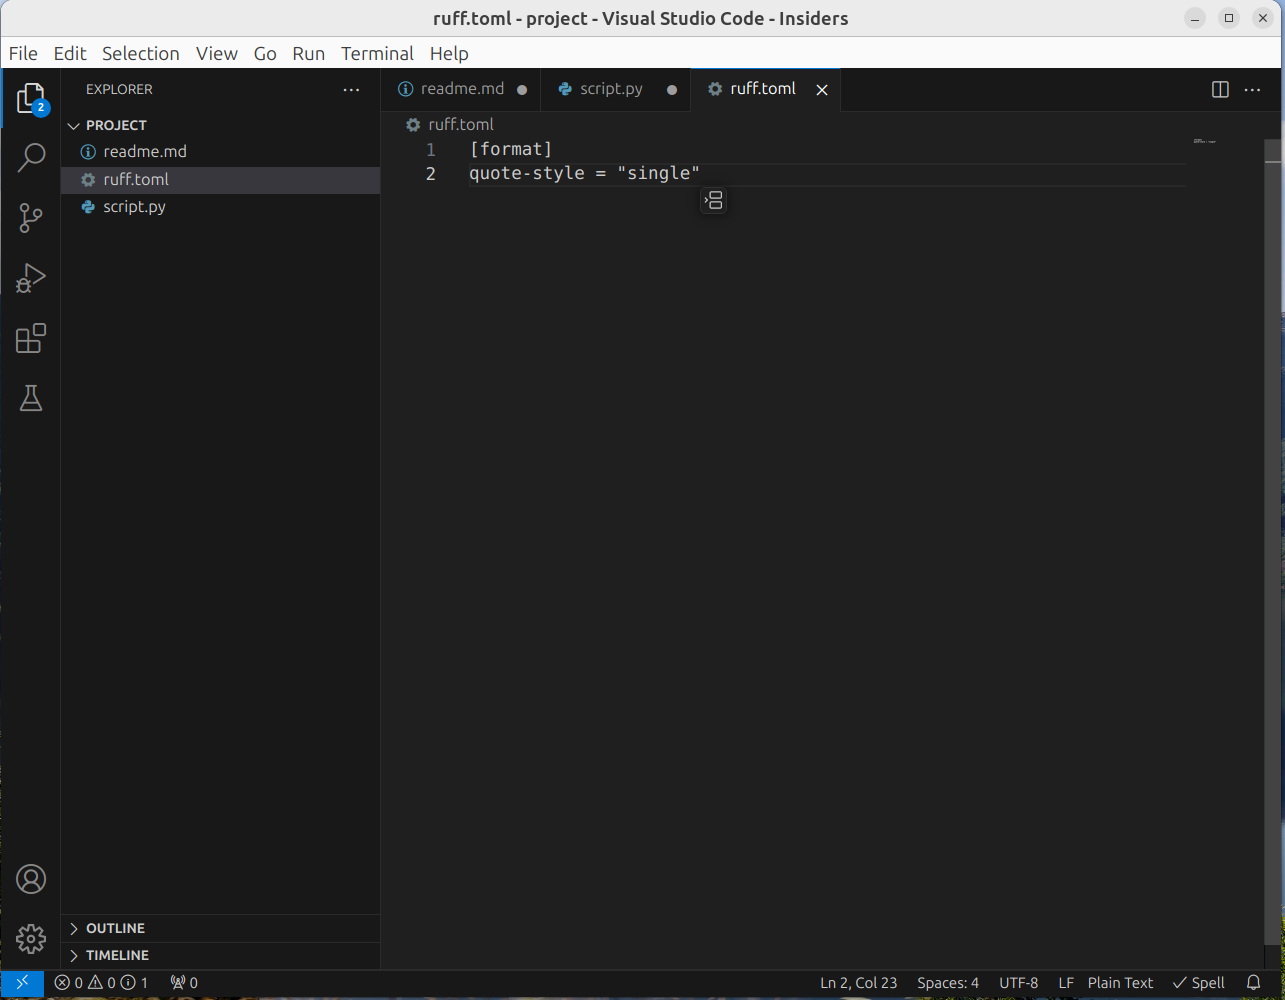 ruff.toml - project - Visual Studio Code - Insiders
File Edit Selection View Go Run Terminal Help
2
EXPLORER
readme.md
script.py
ruff.toml
PROJECT
readme.md
ruff.toml
script.py
ruff.toml
1 [format]
2 quote-style = "single"
OUTLINE
TIMELINE
0 0 1 0 Ln 2, Col 23 Spaces: 4 UTF-8 LF Plain Text Spell